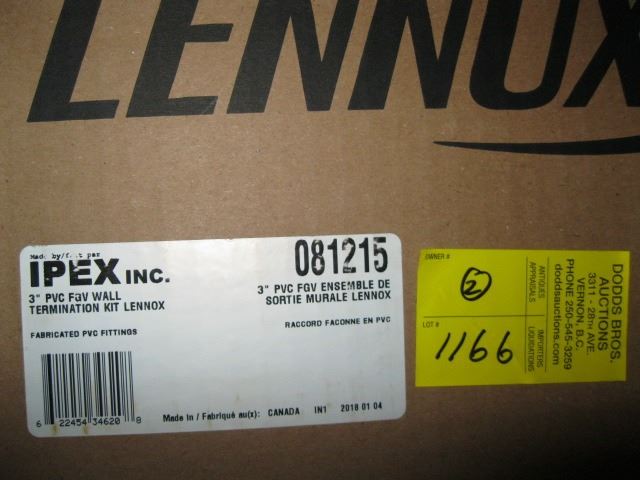 LENNOX
Made by/fait par
IPEX INC.
081215
3" PVC FGV WALL
TERMINATION KIT LENNOX
3" PVC FGV ENSEMBLE DE
SORTIE MURALE LENNOX
FABRICATED PVC FITTINGS
RACCORD FACONNE EN PVC
6 22454 34620 8
Made in / Fabriqué au(x): CANADA IN1 2018 01 04
OWNER #
2
LOT #
1166
ANTIQUES
APPRAISALS
IMPORTERS
LIQUIDATIONS
DODDS BROS.
AUCTIONS
3311 - 28TH AVE.
VERNON, B.C.
PHONE 250-545-3259
doddsauctions.com